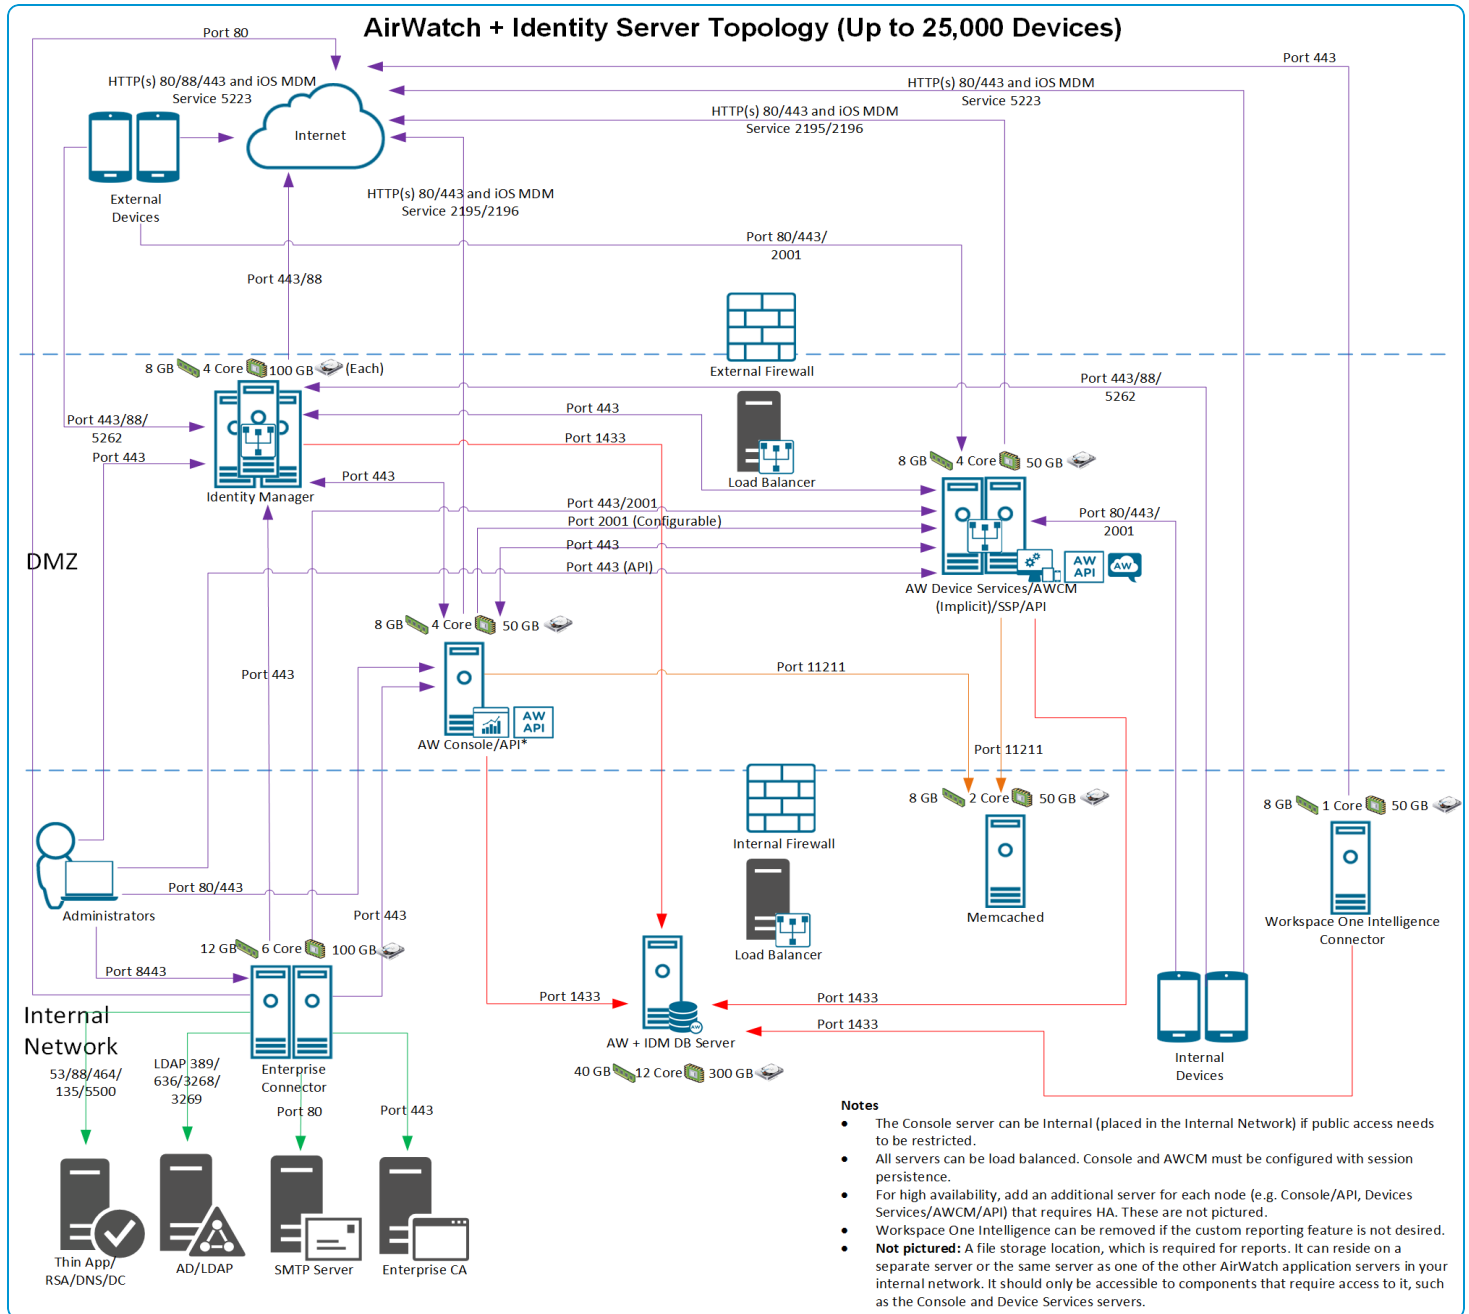 AirWatch + Identity Server Topology (Up to 25,000 Devices)
Port 80
Port 443
HTTP(s) 80/88/443 and iOS MDM
Service 5223
HTTP(s) 80/443 and iOS MDM
Service 5223
HTTP(s) 80/443 and iOS MDM
Service 2195/2196
Internet
External
Devices
HTTP(s) 80/443 and iOS MDM
Service 2195/2196
Port 80/443/
2001
Port 443/88
External Firewall
8 GB
4 Core
100 GB
(Each)
Port 443/88/
5262
Port 443
Port 443/88/
5262
Port 1433
Port 443
Load Balancer
8 GB
4 Core
50 GB
Identity Manager
Port 443
Port 443/2001
Port 2001 (Configurable)
Port 80/443/
2001
Port 443
Port 443 (API)
DMZ
AW
API
AW
AW Device Services/AWCM
(Implicit)/SSP/API
8 GB
4 Core
50 GB
Port 443
Port 11211
AW
API
AW Console/API*
Port 11211
8 GB
2 Core
50 GB
8 GB
1 Core
50 GB
Internal Firewall
Port 80/443
Administrators
Port 443
Memcached
Workspace One Intelligence
Connector
12 GB
6 Core
100 GB
Load Balancer
Port 8443
Port 1433
Port 1433
Port 1433
Internal
Network
AW
AW + IDM DB Server
40 GB
12 Core
300 GB
Internal
Devices
Enterprise
Connector
53/88/464/
135/5500
LDAP 389/
636/3268/
3269
Port 80
Port 443
Thin App/
RSA/DNS/DC
AD/LDAP
SMTP Server
Enterprise CA
Notes
• The Console server can be Internal (placed in the Internal Network) if public access needs
to be restricted.
• All servers can be load balanced. Console and AWCM must be configured with session
persistence.
• For high availability, add an additional server for each node (e.g. Console/API, Devices
Services/AWCM/API) that requires HA. These are not pictured.
• Workspace One Intelligence can be removed if the custom reporting feature is not desired.
• Not pictured: A file storage location, which is required for reports. It can reside on a
separate server or the same server as one of the other AirWatch application servers in your
internal network. It should only be accessible to components that require access to it, such
as the Console and Device Services servers.